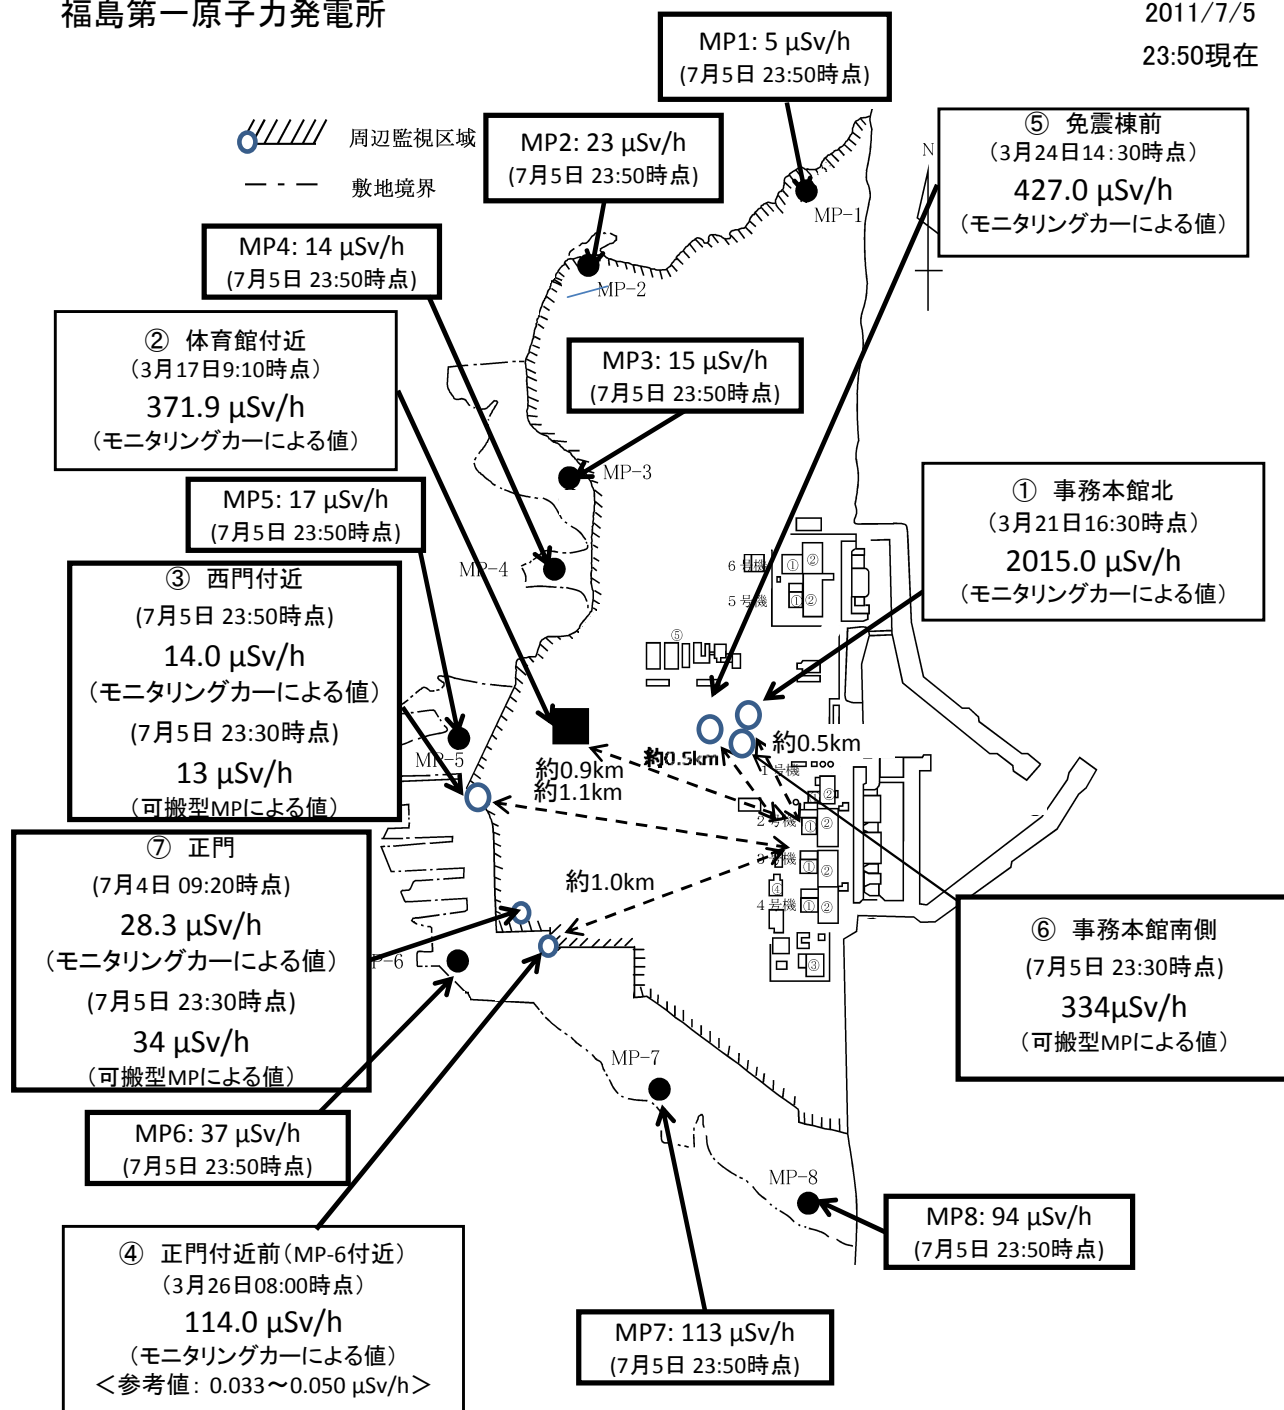 福島第一原子力発電所
2011/7/5
23:50現在
MP1: 5 μSv/h
(7月5日 23:50時点)
周辺監視区域
敷地境界
MP2: 23 μSv/h
(7月5日 23:50時点)
⑤ 免震棟前
(3月24日14:30時点)
427.0 μSv/h
(モニタリングカーによる値)
N
MP-1
MP4: 14 μSv/h
(7月5日 23:50時点)
MP-2
② 体育館付近
(3月17日9:10時点)
371.9 μSv/h
(モニタリングカーによる値)
MP3: 15 μSv/h
(7月5日 23:50時点)
MP-3
MP5: 17 μSv/h
(7月5日 23:50時点)
① 事務本館北
(3月21日16:30時点)
2015.0 μSv/h
(モニタリングカーによる値)
MP-4
6号機
①
②
5号機
①
②
⑤
③ 西門付近
(7月5日 23:50時点)
14.0 μSv/h
(モニタリングカーによる値)
(7月5日 23:30時点)
13 μSv/h
(可搬型MPによる値)
MP-5
約0.9km
約1.1km
約0.5km
約0.5km
1号機
②
2号機
①
②
3号機
①
②
④
4号機
①
②
③
⑦ 正門
(7月4日 09:20時点)
28.3 μSv/h
(モニタリングカーによる値)
(7月5日 23:30時点)
34 μSv/h
(可搬型MPによる値)
約1.0km
P-6
⑥ 事務本館南側
(7月5日 23:30時点)
334μSv/h
(可搬型MPによる値)
MP-7
MP6: 37 μSv/h
(7月5日 23:50時点)
MP-8
MP8: 94 μSv/h
(7月5日 23:50時点)
④ 正門付近前(MP-6付近)
(3月26日08:00時点)
114.0 μSv/h
(モニタリングカーによる値)
<参考値: 0.033～0.050 μSv/h>
MP7: 113 μSv/h
(7月5日 23:50時点)